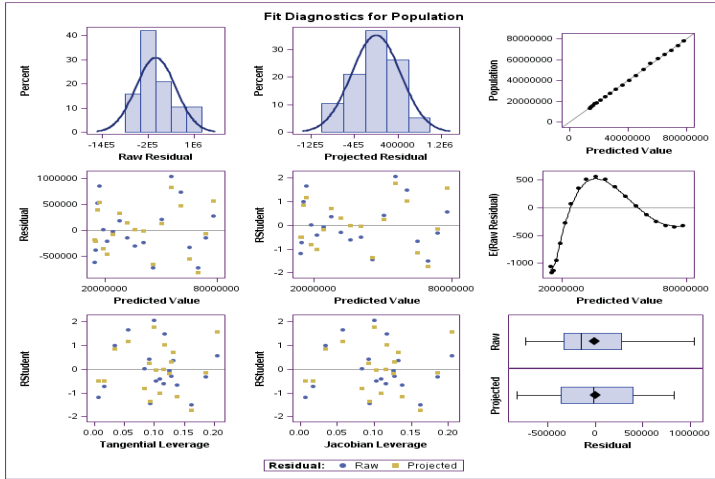 Fit Diagnostics for Population
Percent
40
30
20
10
0
-14E5
-2E5
1E6
Raw Residual
Percent
30
20
10
0
-12E5
-4E5
400000
1.2E6
Projected Residual
Population
80000000
60000000
40000000
20000000
0
0
40000000
80000000
Predicted Value
Residual
1000000
500000
0
-500000
20000000
80000000
Predicted Value
RStudent
2
1
0
-1
-2
20000000
80000000
Predicted Value
E(Raw Residual)
500
0
-500
-1000
20000000
80000000
Predicted Value
RStudent
2
1
0
-1
-2
0.00
0.05
0.10
0.15
0.20
Tangential Leverage
RStudent
2
1
0
-1
-2
0.00
0.05
0.10
0.15
0.20
Jacobian Leverage
Raw
Projected
-500000
0
500000
1000000
Residual
Residual: Raw Projected